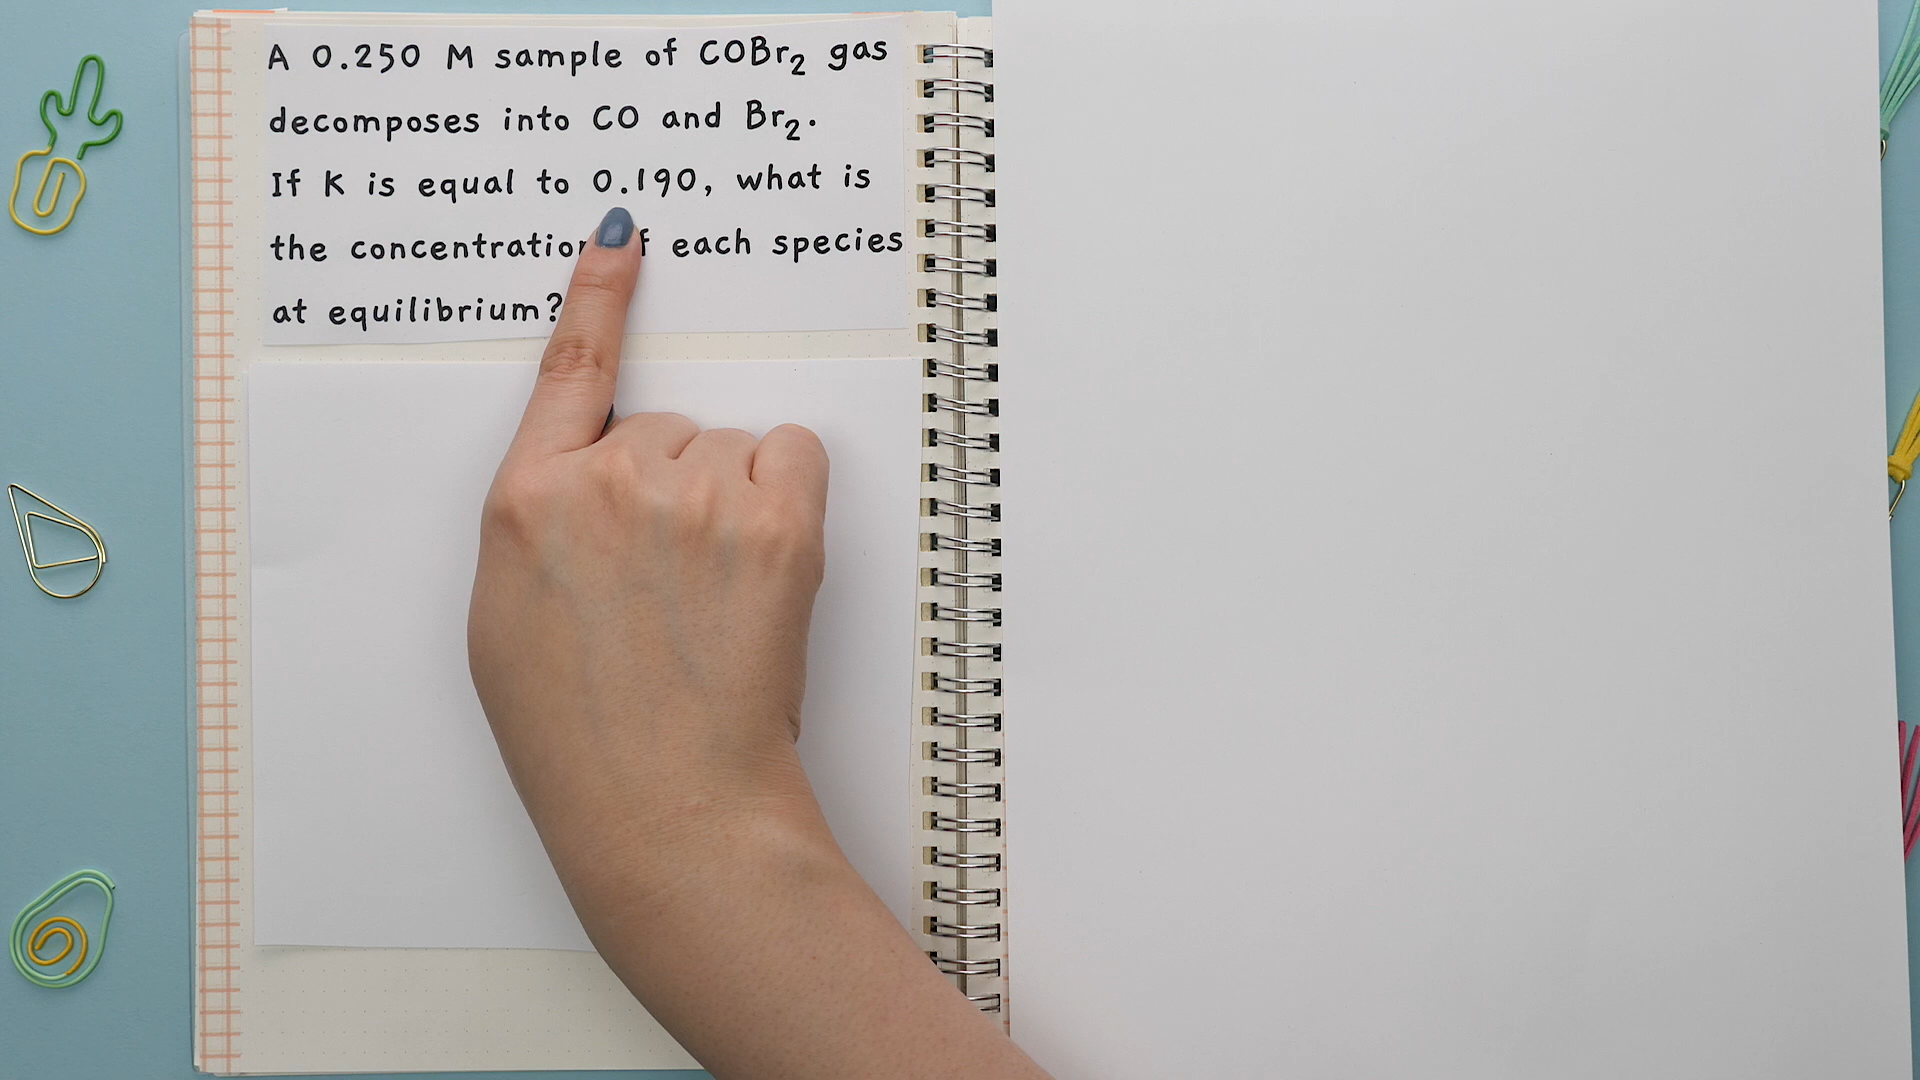 A 0.250 M sample of COBr₂ gas
decomposes into CO and Br₂.
If K is equal to 0.190, what is
the concentration each species
at equilibrium?